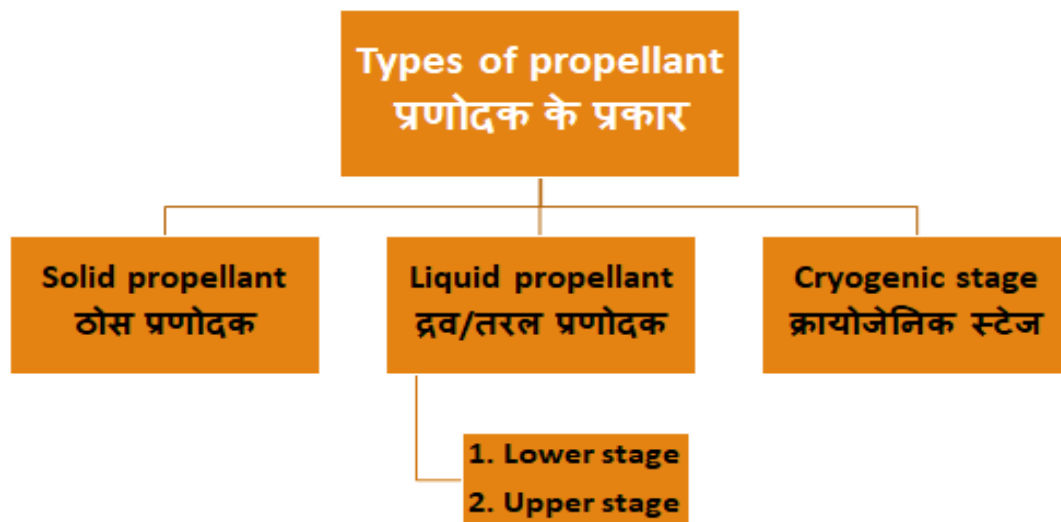 Types of propellant
प्रणोदक के प्रकार
Solid propellant
ठोस प्रणोदक
Liquid propellant
द्रव/तरल प्रणोदक
Cryogenic stage
क्रायोजेनिक स्टेज
1. Lower stage
2. Upper stage